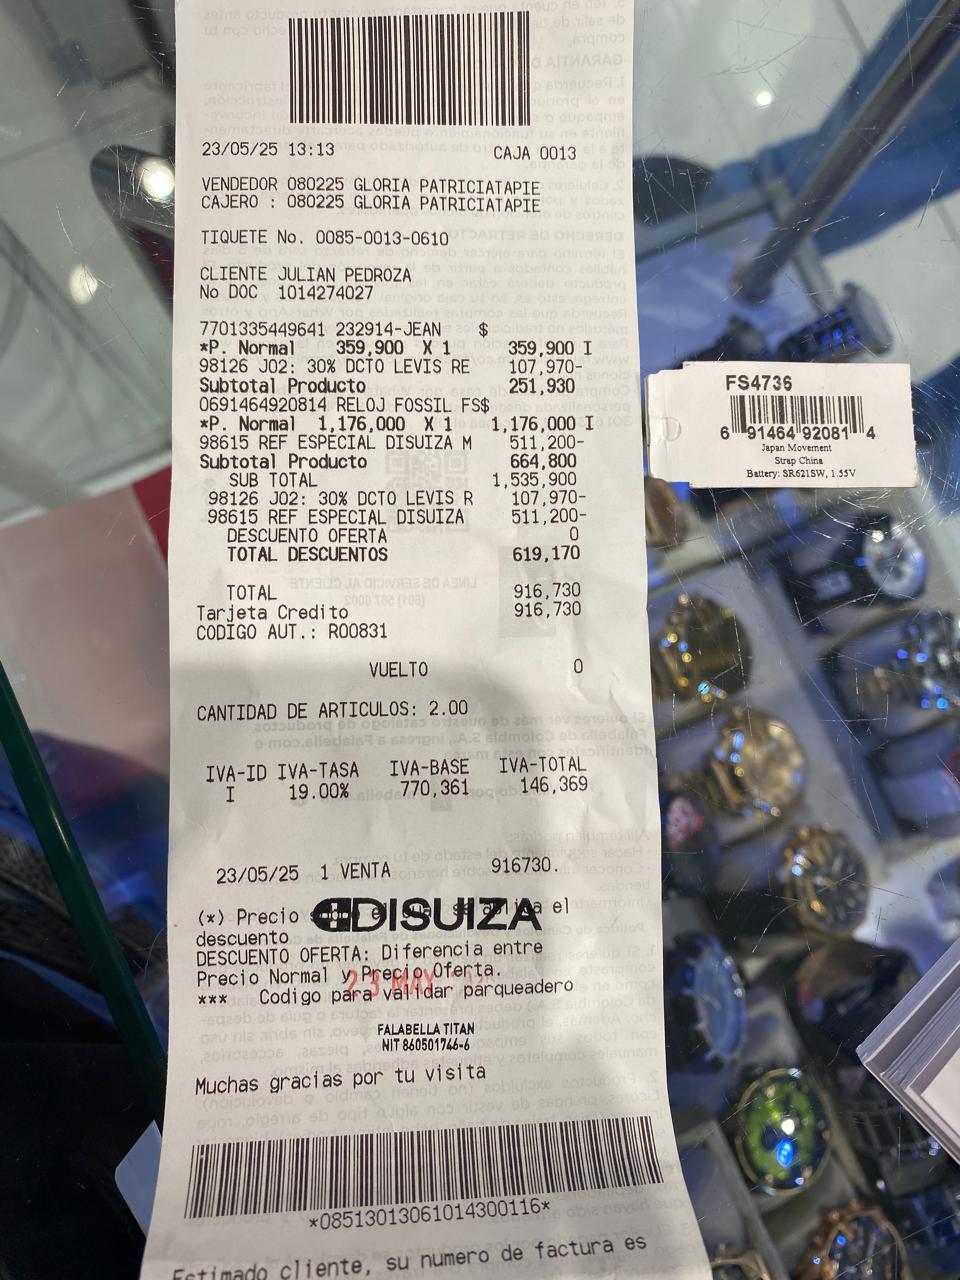 23/05/25 13:13 CAJA 0013
VENDEDOR 080225 GLORIA PATRICIATAPIE
CAJERO : 080225 GLORIA PATRICIATAPIE
TIQUETE No. 0085-0013-0610
CLIENTE JULIAN PEDROZA
No DOC 1014274027
7701335449641 232914-JEAN $
*P. Normal 359,900 X 1 359,900 I
98126 JO2: 30% DCTO LEVIS RE 107,970-
Subtotal Producto 251,930
0691464920814 RELOJ FOSSIL FS$
*P. Normal 1,176,000 X 1 1,176,000 I
98615 REF ESPECIAL DISUIZA M 511,200-
Subtotal Producto 664,800
SUB TOTAL 1,535,900
98126 JO2: 30% DCTO LEVIS R 107,970-
98615 REF ESPECIAL DISUIZA 511,200-
DESCUENTO OFERTA 0
TOTAL DESCUENTOS 619,170
TOTAL 916,730
Tarjeta Credito 916,730
CODIGO AUT.: R00831
VUELTO 0
CANTIDAD DE ARTICULOS: 2.00
IVA-ID IVA-TASA IVA-BASE IVA-TOTAL
I 19.00% 770,361 146,369
23/05/25 1 VENTA 916730.
(*) Precio el
DISUIZA
descuento
DESCUENTO OFERTA: Diferencia entre
Precio Normal y Precio Oferta.
23 MAY
*** Codigo para validar parqueadero
FALABELLA TITAN
NIT 860501746-6
Muchas gracias por tu visita
*08513013061014300116*
Estimado cliente, su numero de factura es
FS4736
6 91464 92081 4
Japan Movement
Strap China
Battery: SR621SW, 1.55V